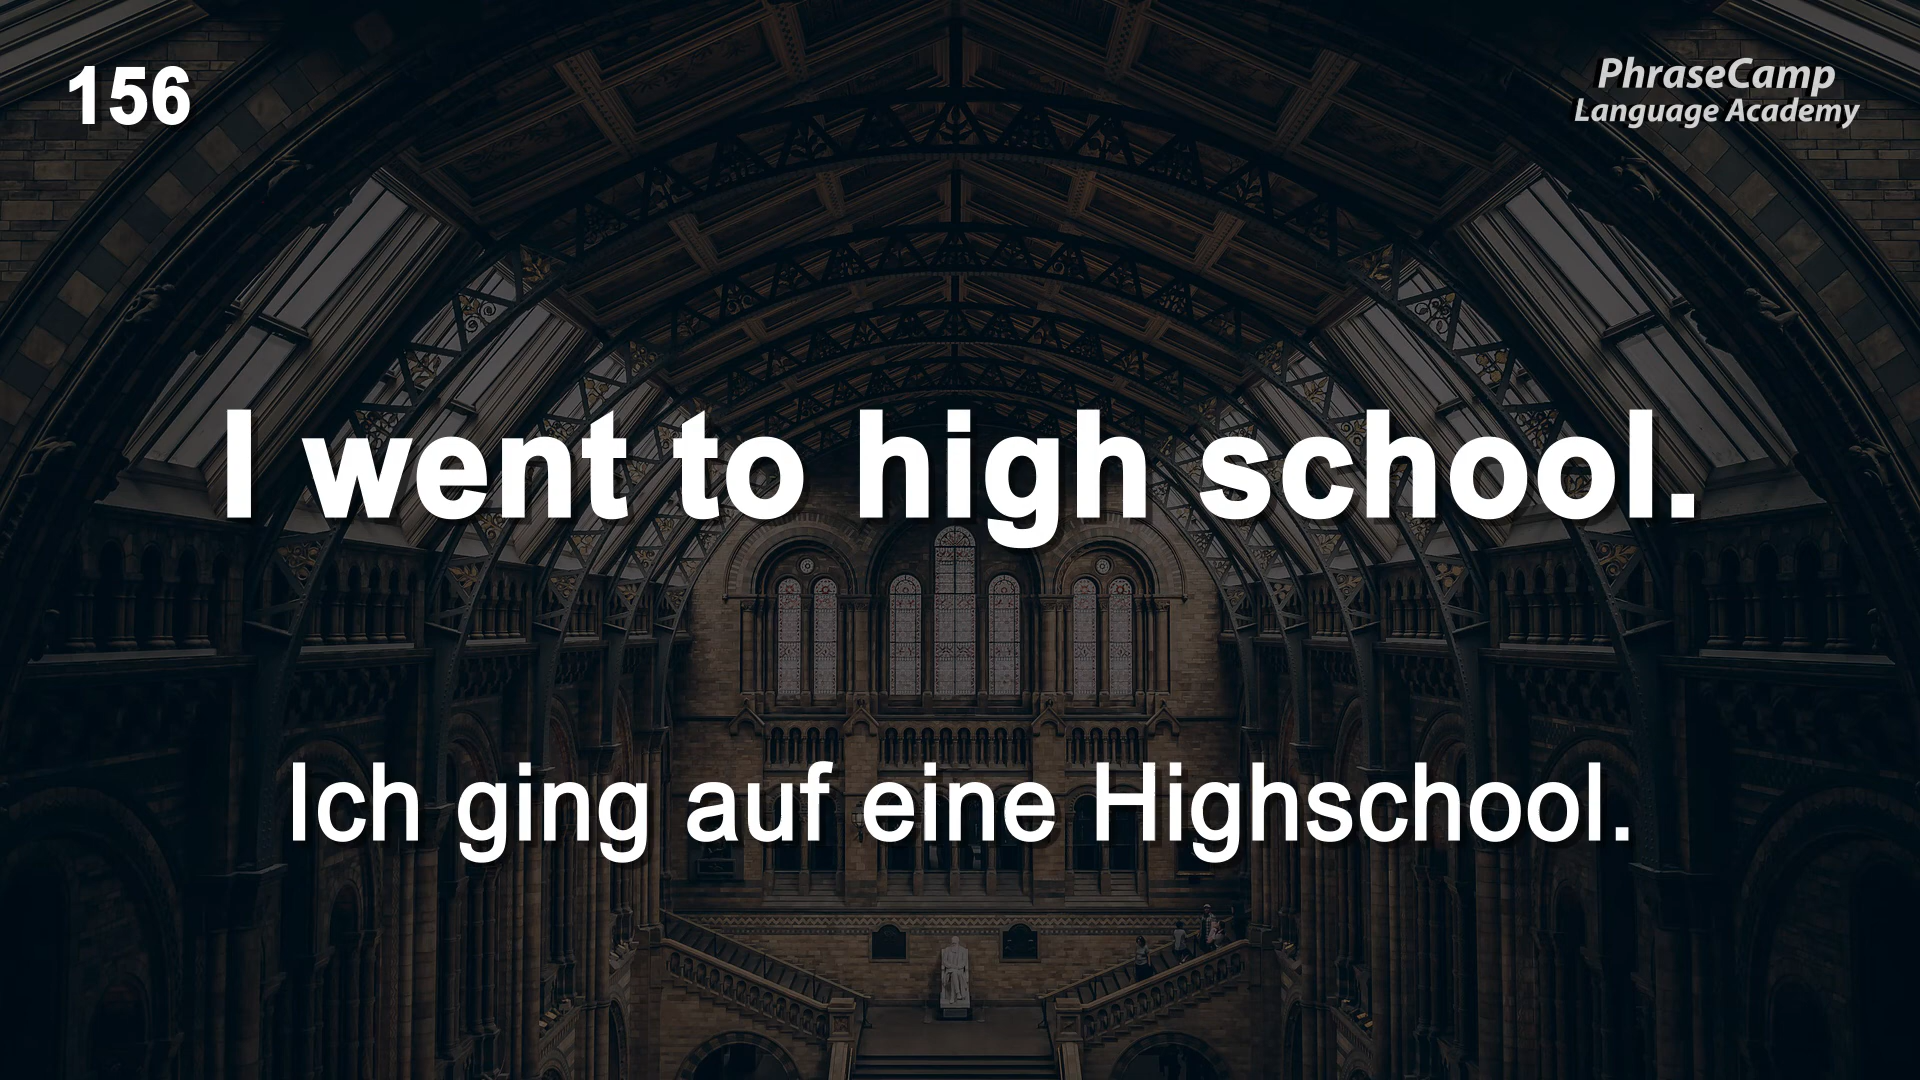 156
PhraseCamp
Language Academy
I went to high school.
Ich ging auf eine Highschool.